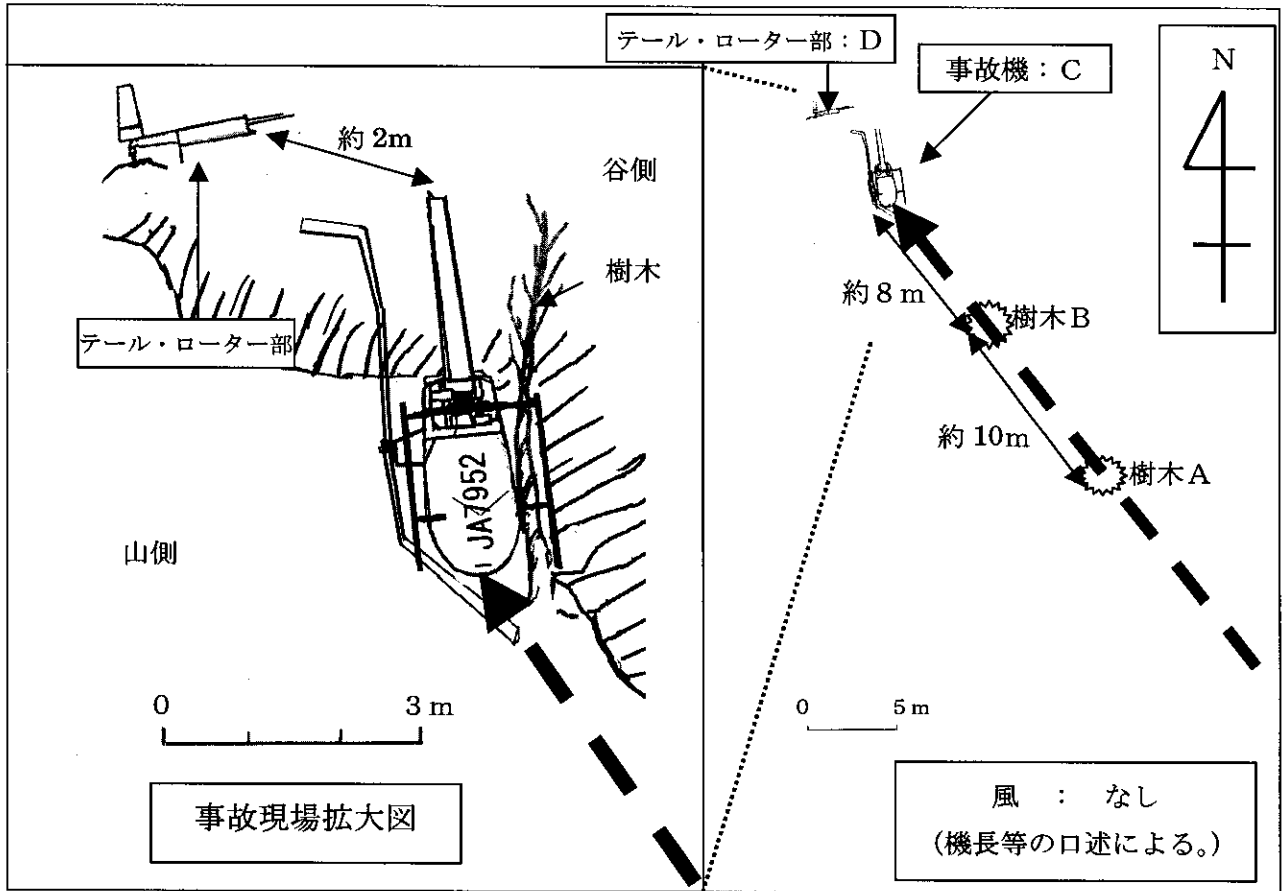 テール・ローター部：D
事故機：C
N
約 2m
谷側
樹木
テール・ローター部
約 8 m
樹木B
約 10m
樹木A
JA7952
山側
0 3 m
0 5 m
事故現場拡大図
風 ： なし
(機長等の口述による。)